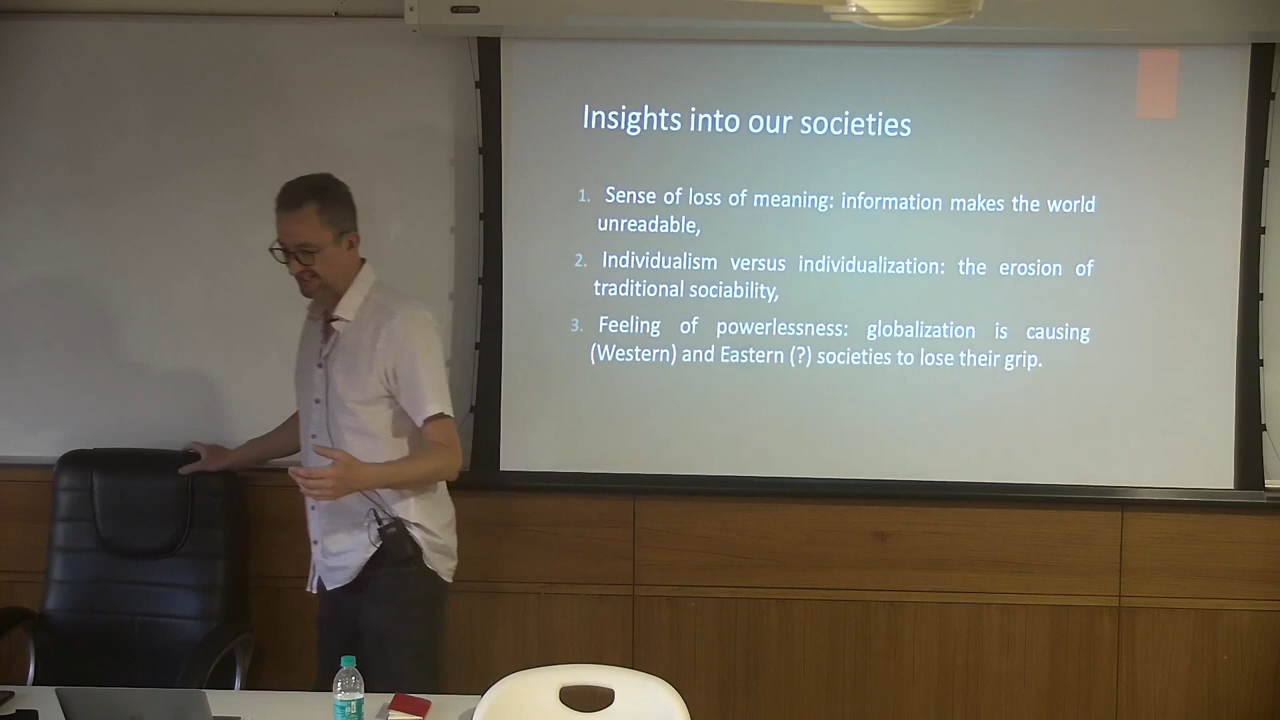 Insights into our societies
1. Sense of loss of meaning: information makes the world
unreadable,
2. Individualism versus individualization: the erosion of
traditional sociability,
3. Feeling of powerlessness: globalization is causing
(Western) and Eastern (?) societies to lose their grip.